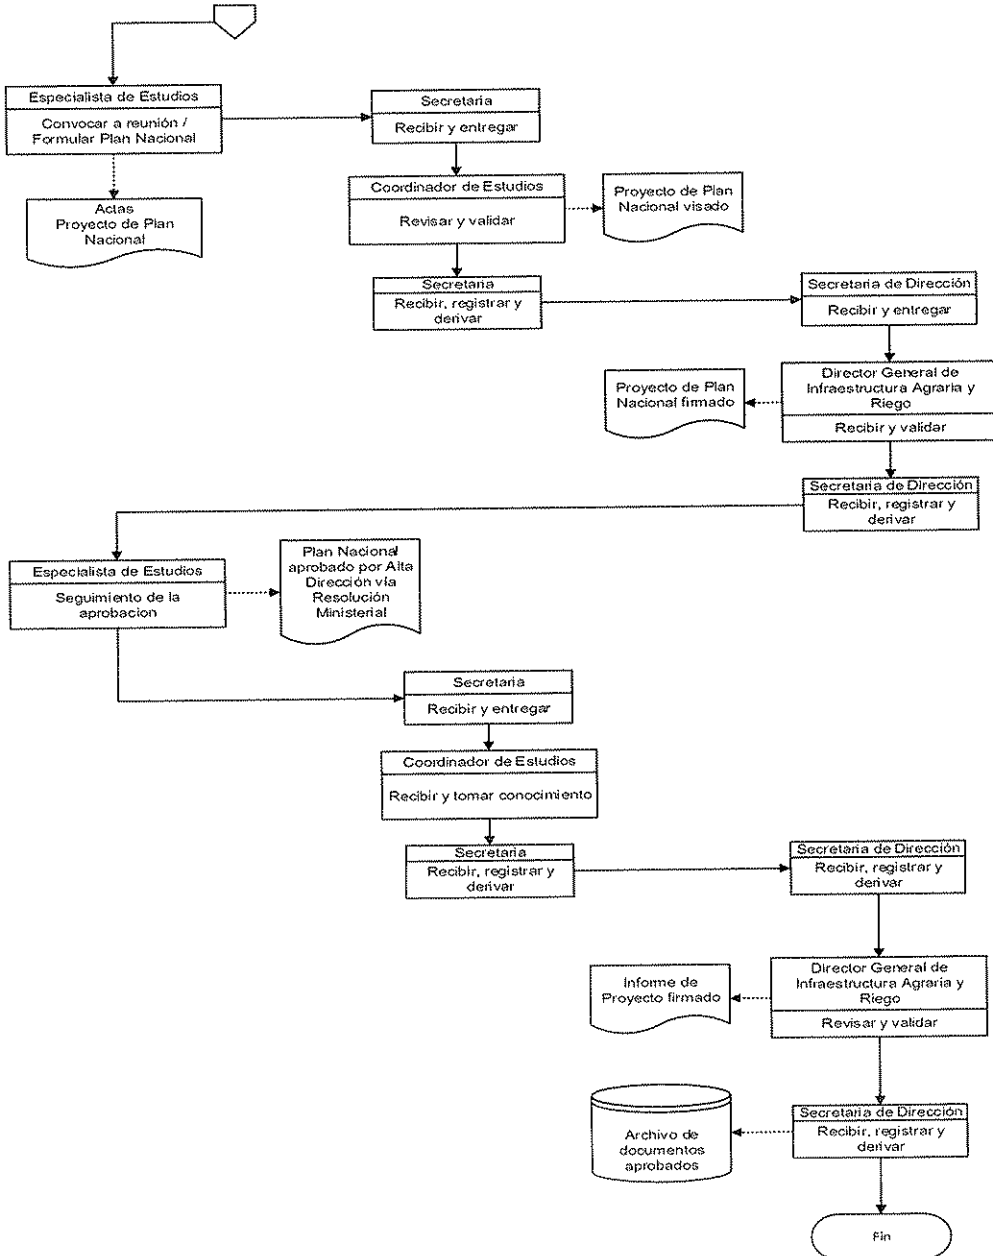 Especialista de Estudios
Convocar a reunión /
Formular Plan Nacional
Secretaria
Recibir y entregar
Actas
Proyecto de Plan
Nacional
Coordinador de Estudios
Revisar y validar
Proyecto de Plan
Nacional visado
Secretaria
Recibir, registrar y
derivar
Secretaria de Dirección
Recibir y entregar
Director General de
Infraestructura Agraria y
Riego
Recibir y validar
Proyecto de Plan
Nacional firmado
Secretaria de Dirección
Recibir, registrar y
derivar
Especialista de Estudios
Seguimiento de la
aprobacion
Plan Nacional
aprobado por Alta
Dirección vía
Resolución
Ministerial
Secretaria
Recibir y entregar
Coordinador de Estudios
Recibir y tomar conocimiento
Secretaria
Recibir, registrar y
derivar
Secretaria de Dirección
Recibir, registrar y
derivar
Director General de
Infraestructura Agraria y
Riego
Revisar y validar
Informe de
Proyecto firmado
Secretaria de Dirección
Recibir, registrar y
derivar
Archivo de
documentos
aprobados
Fin